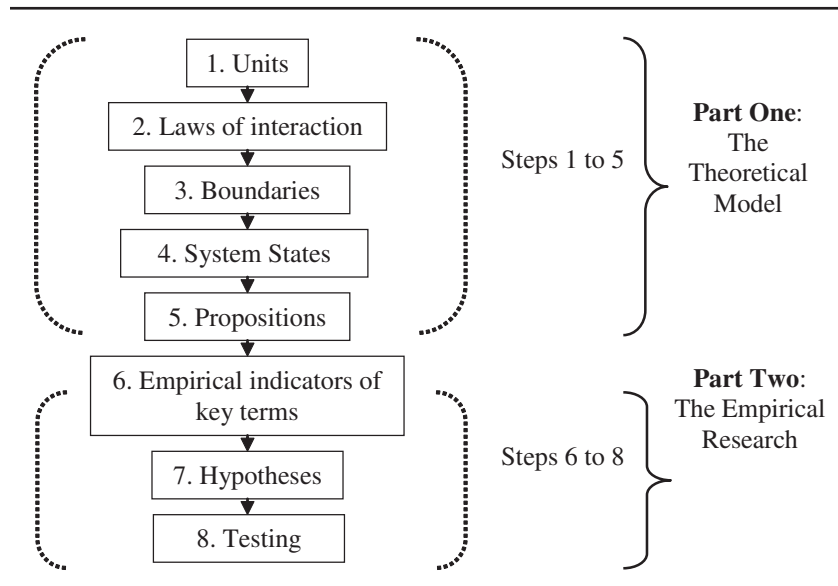 1. Units
2. Laws of interaction
3. Boundaries
4. System States
5. Propositions
Steps 1 to 5
Part One:
The
Theoretical
Model
6. Empirical indicators of
key terms
7. Hypotheses
8. Testing
Steps 6 to 8
Part Two:
The Empirical
Research